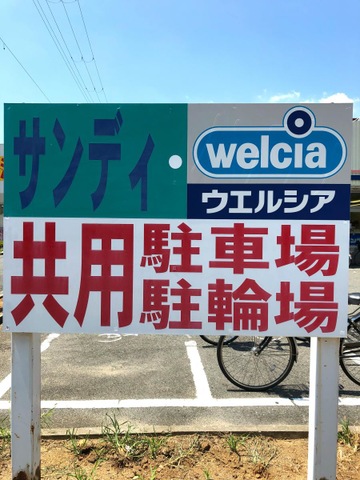 サンディ
welcia
ウエルシア
共用
駐車場
駐輪場